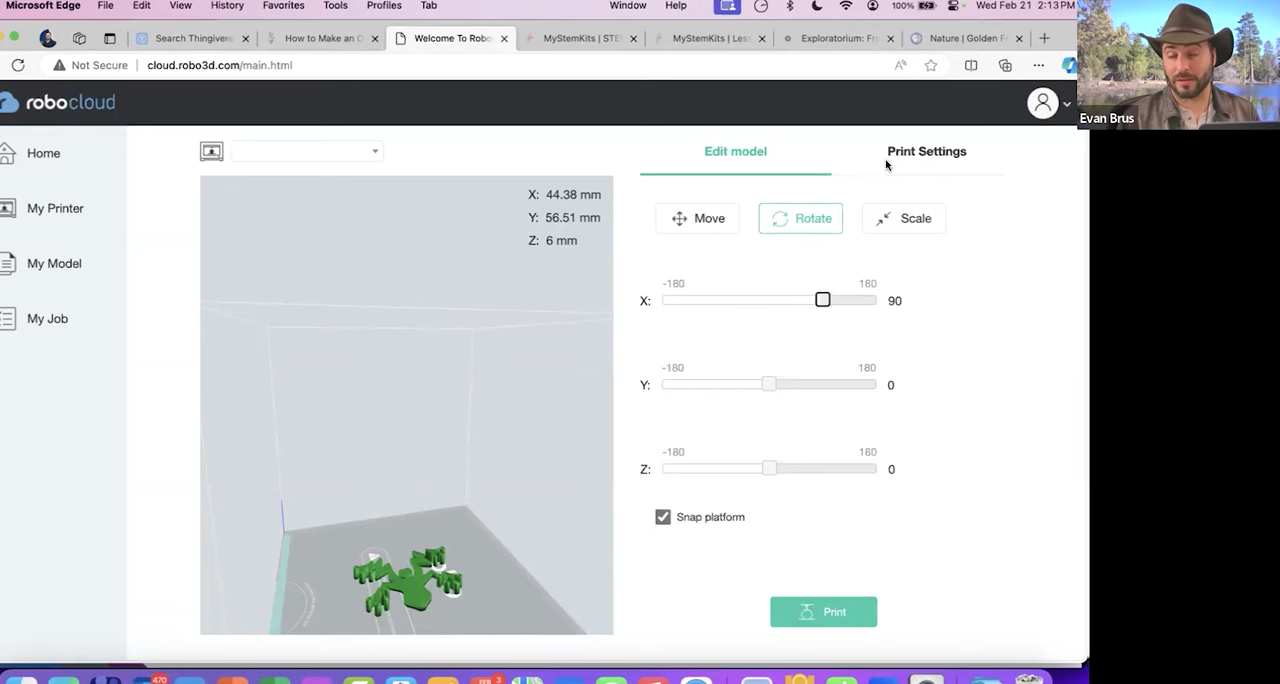 Microsoft Edge File Edit View History Favorites Tools Profiles Tab Window Help 100% Wed Feb 21 2:13PM
Search Thingiver How to Make an D Welcome To Robo MyStemKits | STE MyStemKits | Les Exploratorium: Fr Nature | Golden F
Not Secure cloud.robo3d.com/main.html
Evan Brus
robocloud
Home
My Printer
My Model
My Job
X: 44.38 mm
Y: 56.51 mm
Z: 6 mm
Edit model Print Settings
Move Rotate Scale
-180 180
X: 90
-180 180
Y: 0
-180 180
Z: 0
Snap platform
Print
470
FEB 3